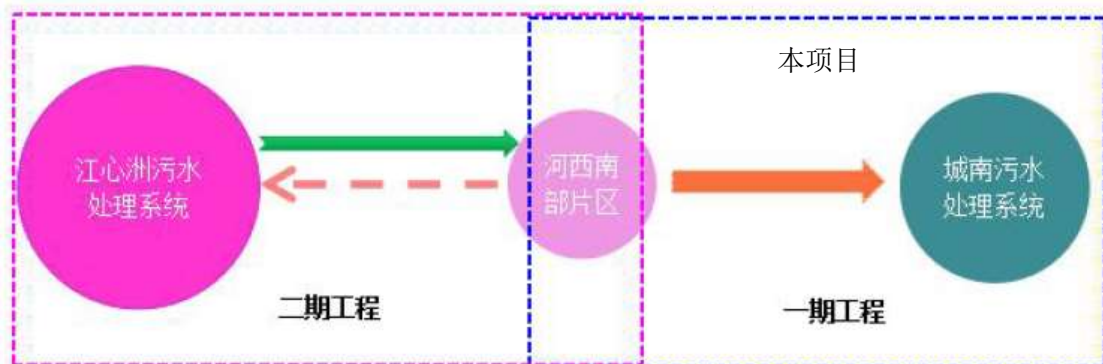 本项目
江心洲污水
处理系统
河西南
部片区
城南污水
处理系统
二期工程
一期工程